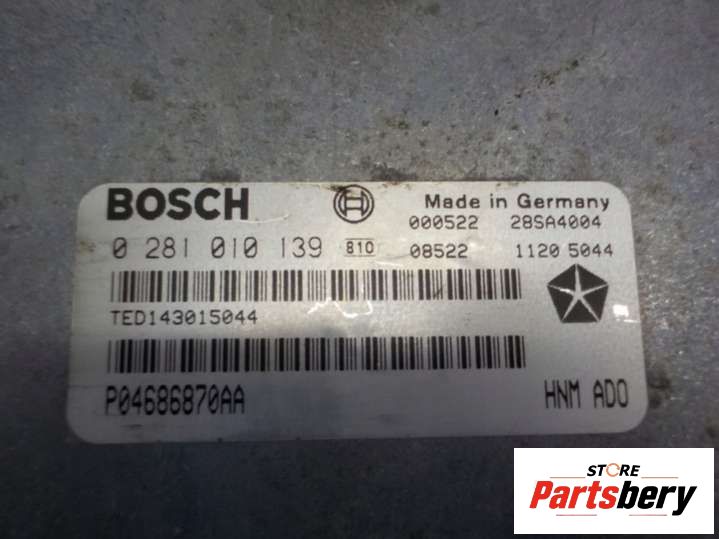 BOSCH Made in Germany
000522 28SA4004
0 281 010 139 810 08522 1120 5044
TED143015044
P04686870AA HNM ADO
STORE
Partsbery